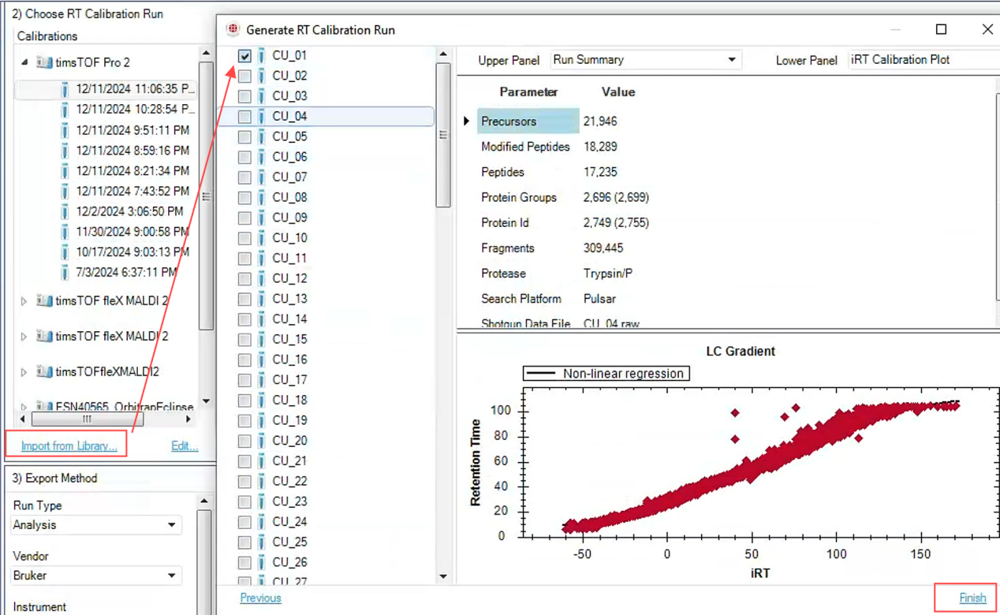 2) Choose RT Calibration Run
Calibrations
timsTOF Pro 2
12/11/2024 11:06:35 P...
12/11/2024 10:28:54 P...
12/11/2024 9:51:11 PM
12/11/2024 8:59:16 PM
12/11/2024 8:21:34 PM
12/11/2024 7:43:52 PM
12/2/2024 3:06:50 PM
11/30/2024 9:00:58 PM
10/17/2024 9:03:13 PM
7/3/2024 6:37:11 PM
timsTOF fleX MALDI 2
timsTOF fleX MALDI 2
timsTOFfleXMALDI2
FSN40565_OrbitrapEclipse
Import from Library...
Edit...
3) Export Method
Run Type
Analysis
Vendor
Bruker
Instrument
Generate RT Calibration Run
CU_01
CU_02
CU_03
CU_04
CU_05
CU_06
CU_07
CU_08
CU_09
CU_10
CU_11
CU_12
CU_13
CU_14
CU_15
CU_16
CU_17
CU_18
CU_19
CU_20
CU_21
CU_22
CU_23
CU_24
CU_25
CU_26
CU_27
Previous
Upper Panel Run Summary Lower Panel iRT Calibration Plot
Parameter Value
Precursors 21,946
Modified Peptides 18,289
Peptides 17,235
Protein Groups 2,696 (2,699)
Protein Id 2,749 (2,755)
Fragments 309,445
Protease Trypsin/P
Search Platform Pulsar
Shotgun Data File CU_04.raw
LC Gradient
Non-linear regression
Retention Time
100
80
60
40
20
0
-50 0 50 100 150
iRT
Finish